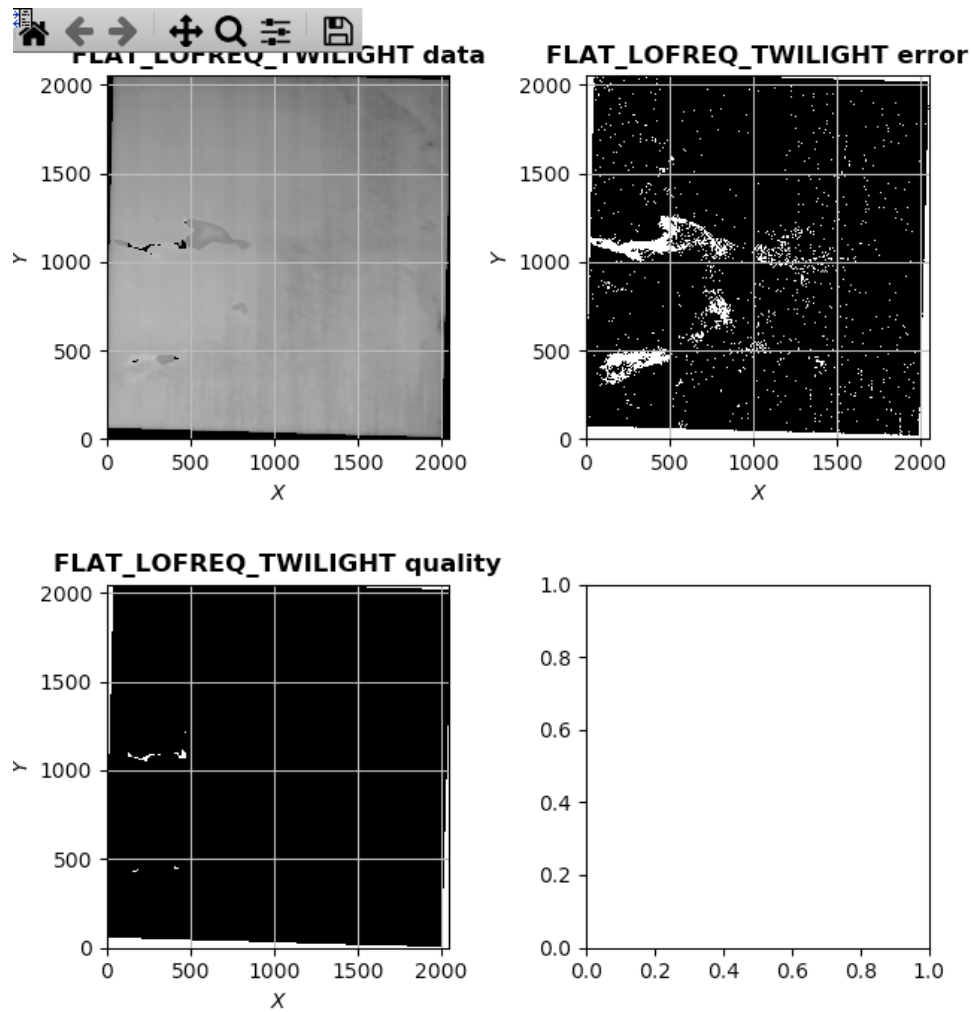 FLAT_LOFREQ_TWILIGHT data
2000
1500
1000
500
0
Y
0 500 1000 1500 2000
X
FLAT_LOFREQ_TWILIGHT error
2000
1500
1000
500
0
Y
0 500 1000 1500 2000
X
FLAT_LOFREQ_TWILIGHT quality
2000
1500
1000
500
0
Y
0 500 1000 1500 2000
X
1.0
0.8
0.6
0.4
0.2
0.0
0.0 0.2 0.4 0.6 0.8 1.0